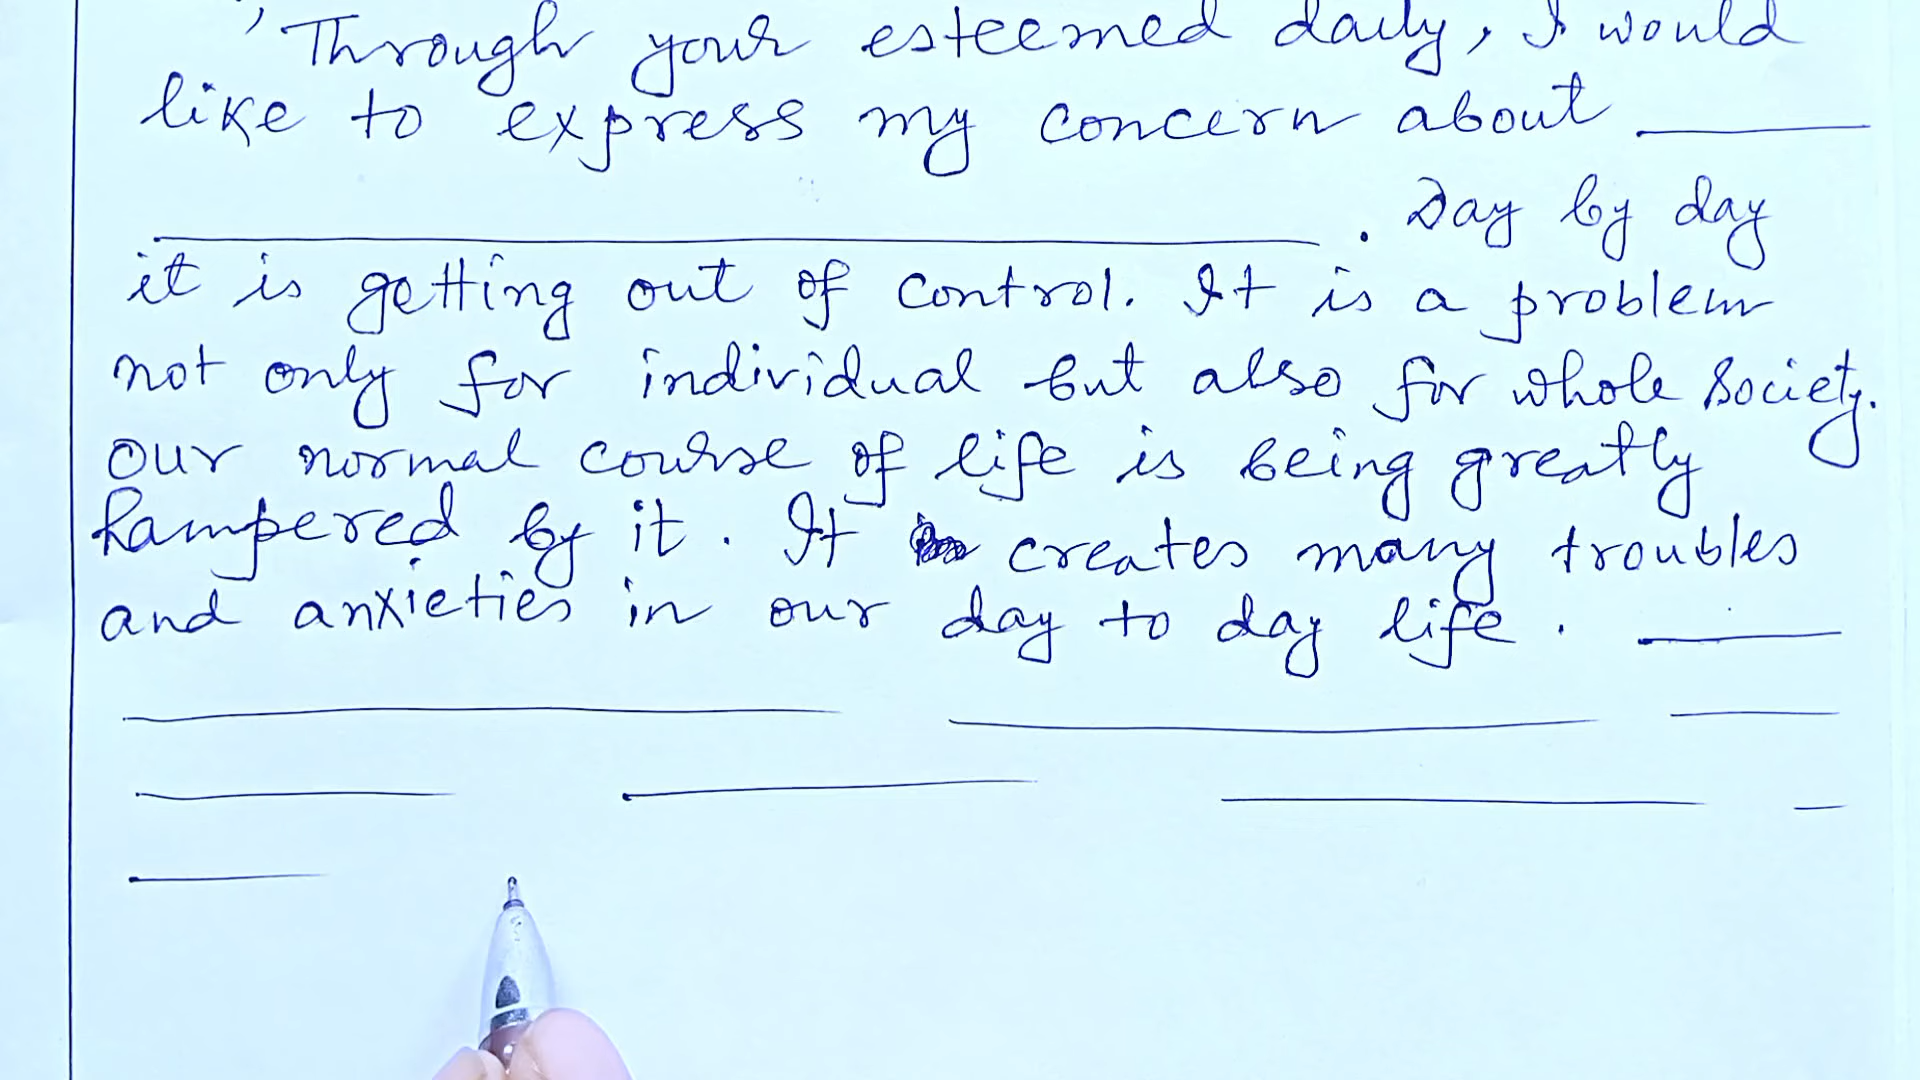 , Through your esteemed daily, I would
like to express my concern about ______
______ . Day by day
it is getting out of control. It is a problem
not only for individual but also for whole society.
Our normal course of life is being greatly
hampered by it. It creates many troubles
and anxieties in our day to day life. ______